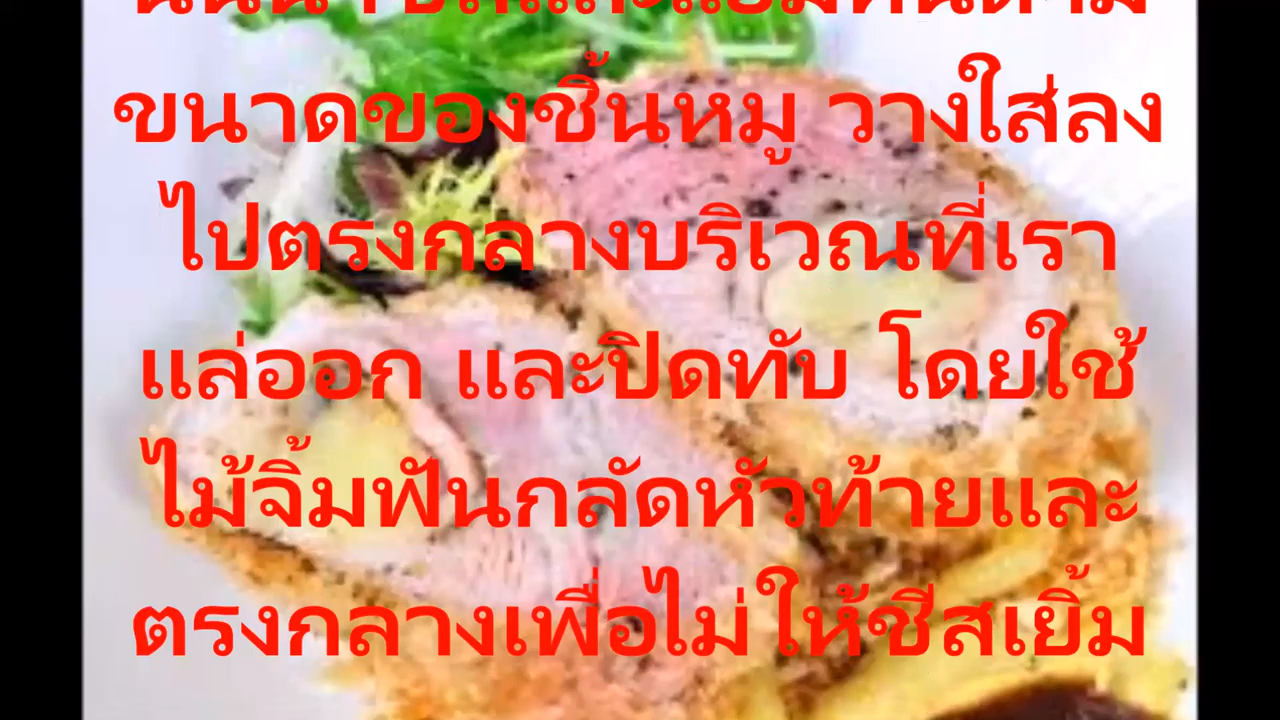 ขนาดของชิ้นหมู วางใส่ลง
ไปตรงกลางบริเวณที่เรา
แล่ออก และปิดทับ โดยใช้
ไม้จิ้มฟันกลัดหัวท้ายและ
ตรงกลางเพื่อไม่ให้ชีสเยิ้ม